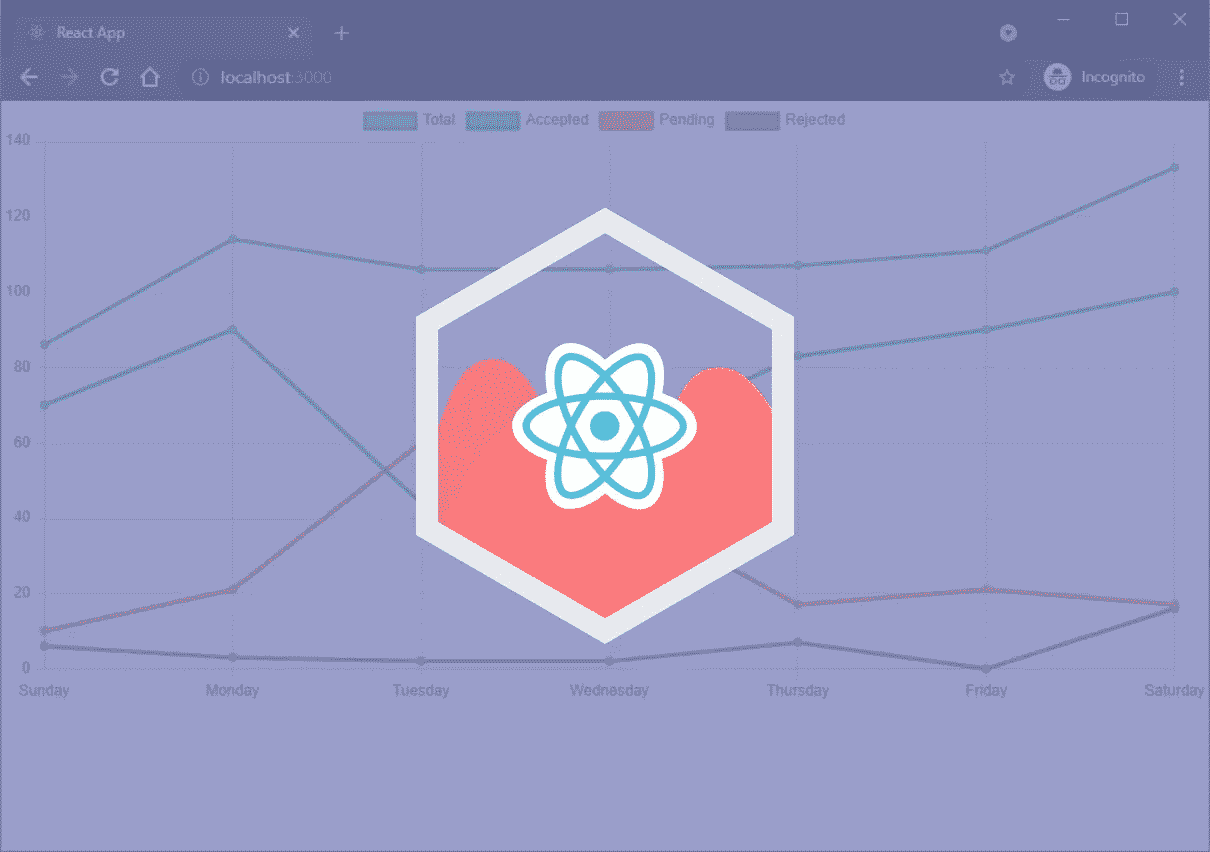 React App
localhost:3000
Incognito
Total Accepted Pending Rejected
140
120
100
80
60
40
20
0
Sunday Monday Tuesday Wednesday Thursday Friday Saturday